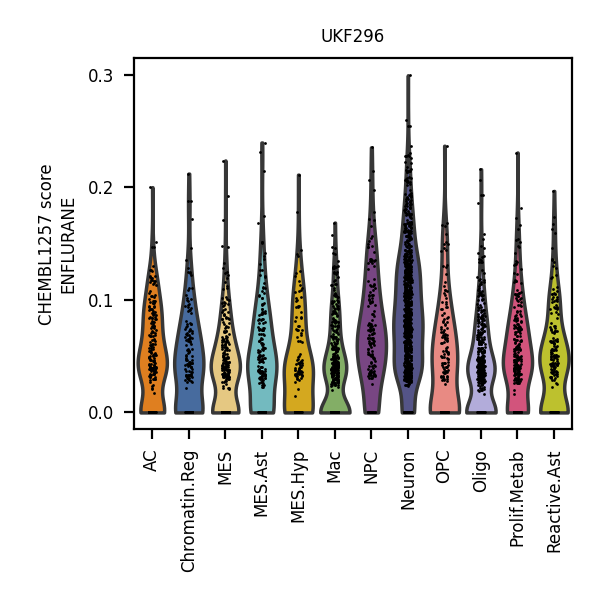 UKF296
CHEMBL1257 score
ENFLURANE
0.3
0.2
0.1
0.0
AC
Chromatin.Reg
MES
MES.Ast
MES.Hyp
Mac
NPC
Neuron
OPC
Oligo
Prolif.Metab
Reactive.Ast